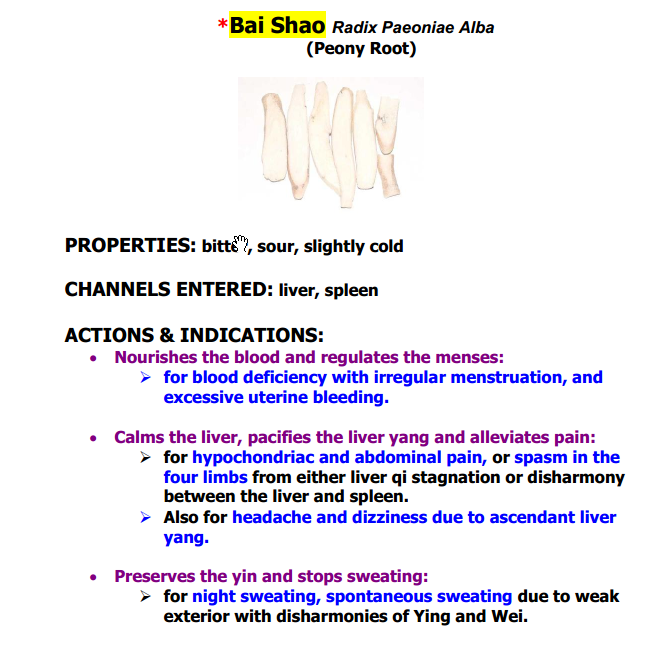 *Bai Shao Radix Paeoniae Alba
(Peony Root)
PROPERTIES: bitter, sour, slightly cold
CHANNELS ENTERED: liver, spleen
ACTIONS & INDICATIONS:
• Nourishes the blood and regulates the menses:
➢ for blood deficiency with irregular menstruation, and
excessive uterine bleeding.
• Calms the liver, pacifies the liver yang and alleviates pain:
➢ for hypochondriac and abdominal pain, or spasm in the
four limbs from either liver qi stagnation or disharmony
between the liver and spleen.
➢ Also for headache and dizziness due to ascendant liver
yang.
• Preserves the yin and stops sweating:
➢ for night sweating, spontaneous sweating due to weak
exterior with disharmonies of Ying and Wei.